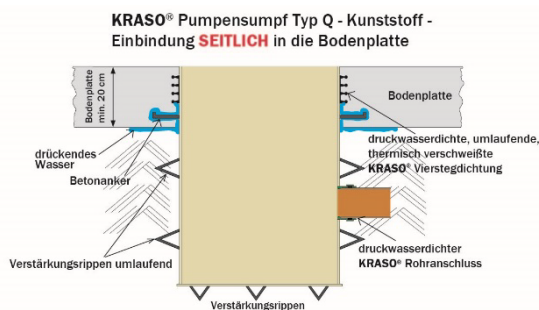 KRASO® Pumpensumpf Typ Q - Kunststoff -
Einbindung SEITLICH in die Bodenplatte
Bodenplatte
min. 20 cm
Bodenplatte
drückendes
Wasser
Betonanker
druckwasserdichte, umlaufende,
thermisch verschweißte
KRASO® Vierstegdichtung
druckwasserdichter
KRASO® Rohranschluss
Verstärkungsrippen umlaufend
Verstärkungsrippen